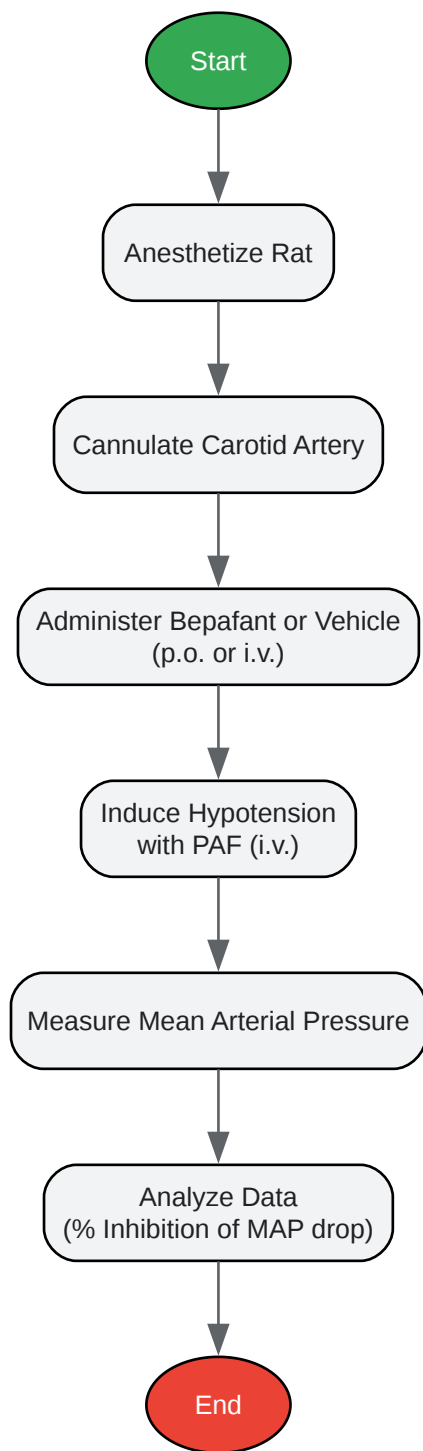 Start
Anesthetize Rat
Cannulate Carotid Artery
Administer Bepafant or Vehicle
(p.o. or i.v.)
Induce Hypotension
with PAF (i.v.)
Measure Mean Arterial Pressure
Analyze Data
(% Inhibition of MAP drop)
End